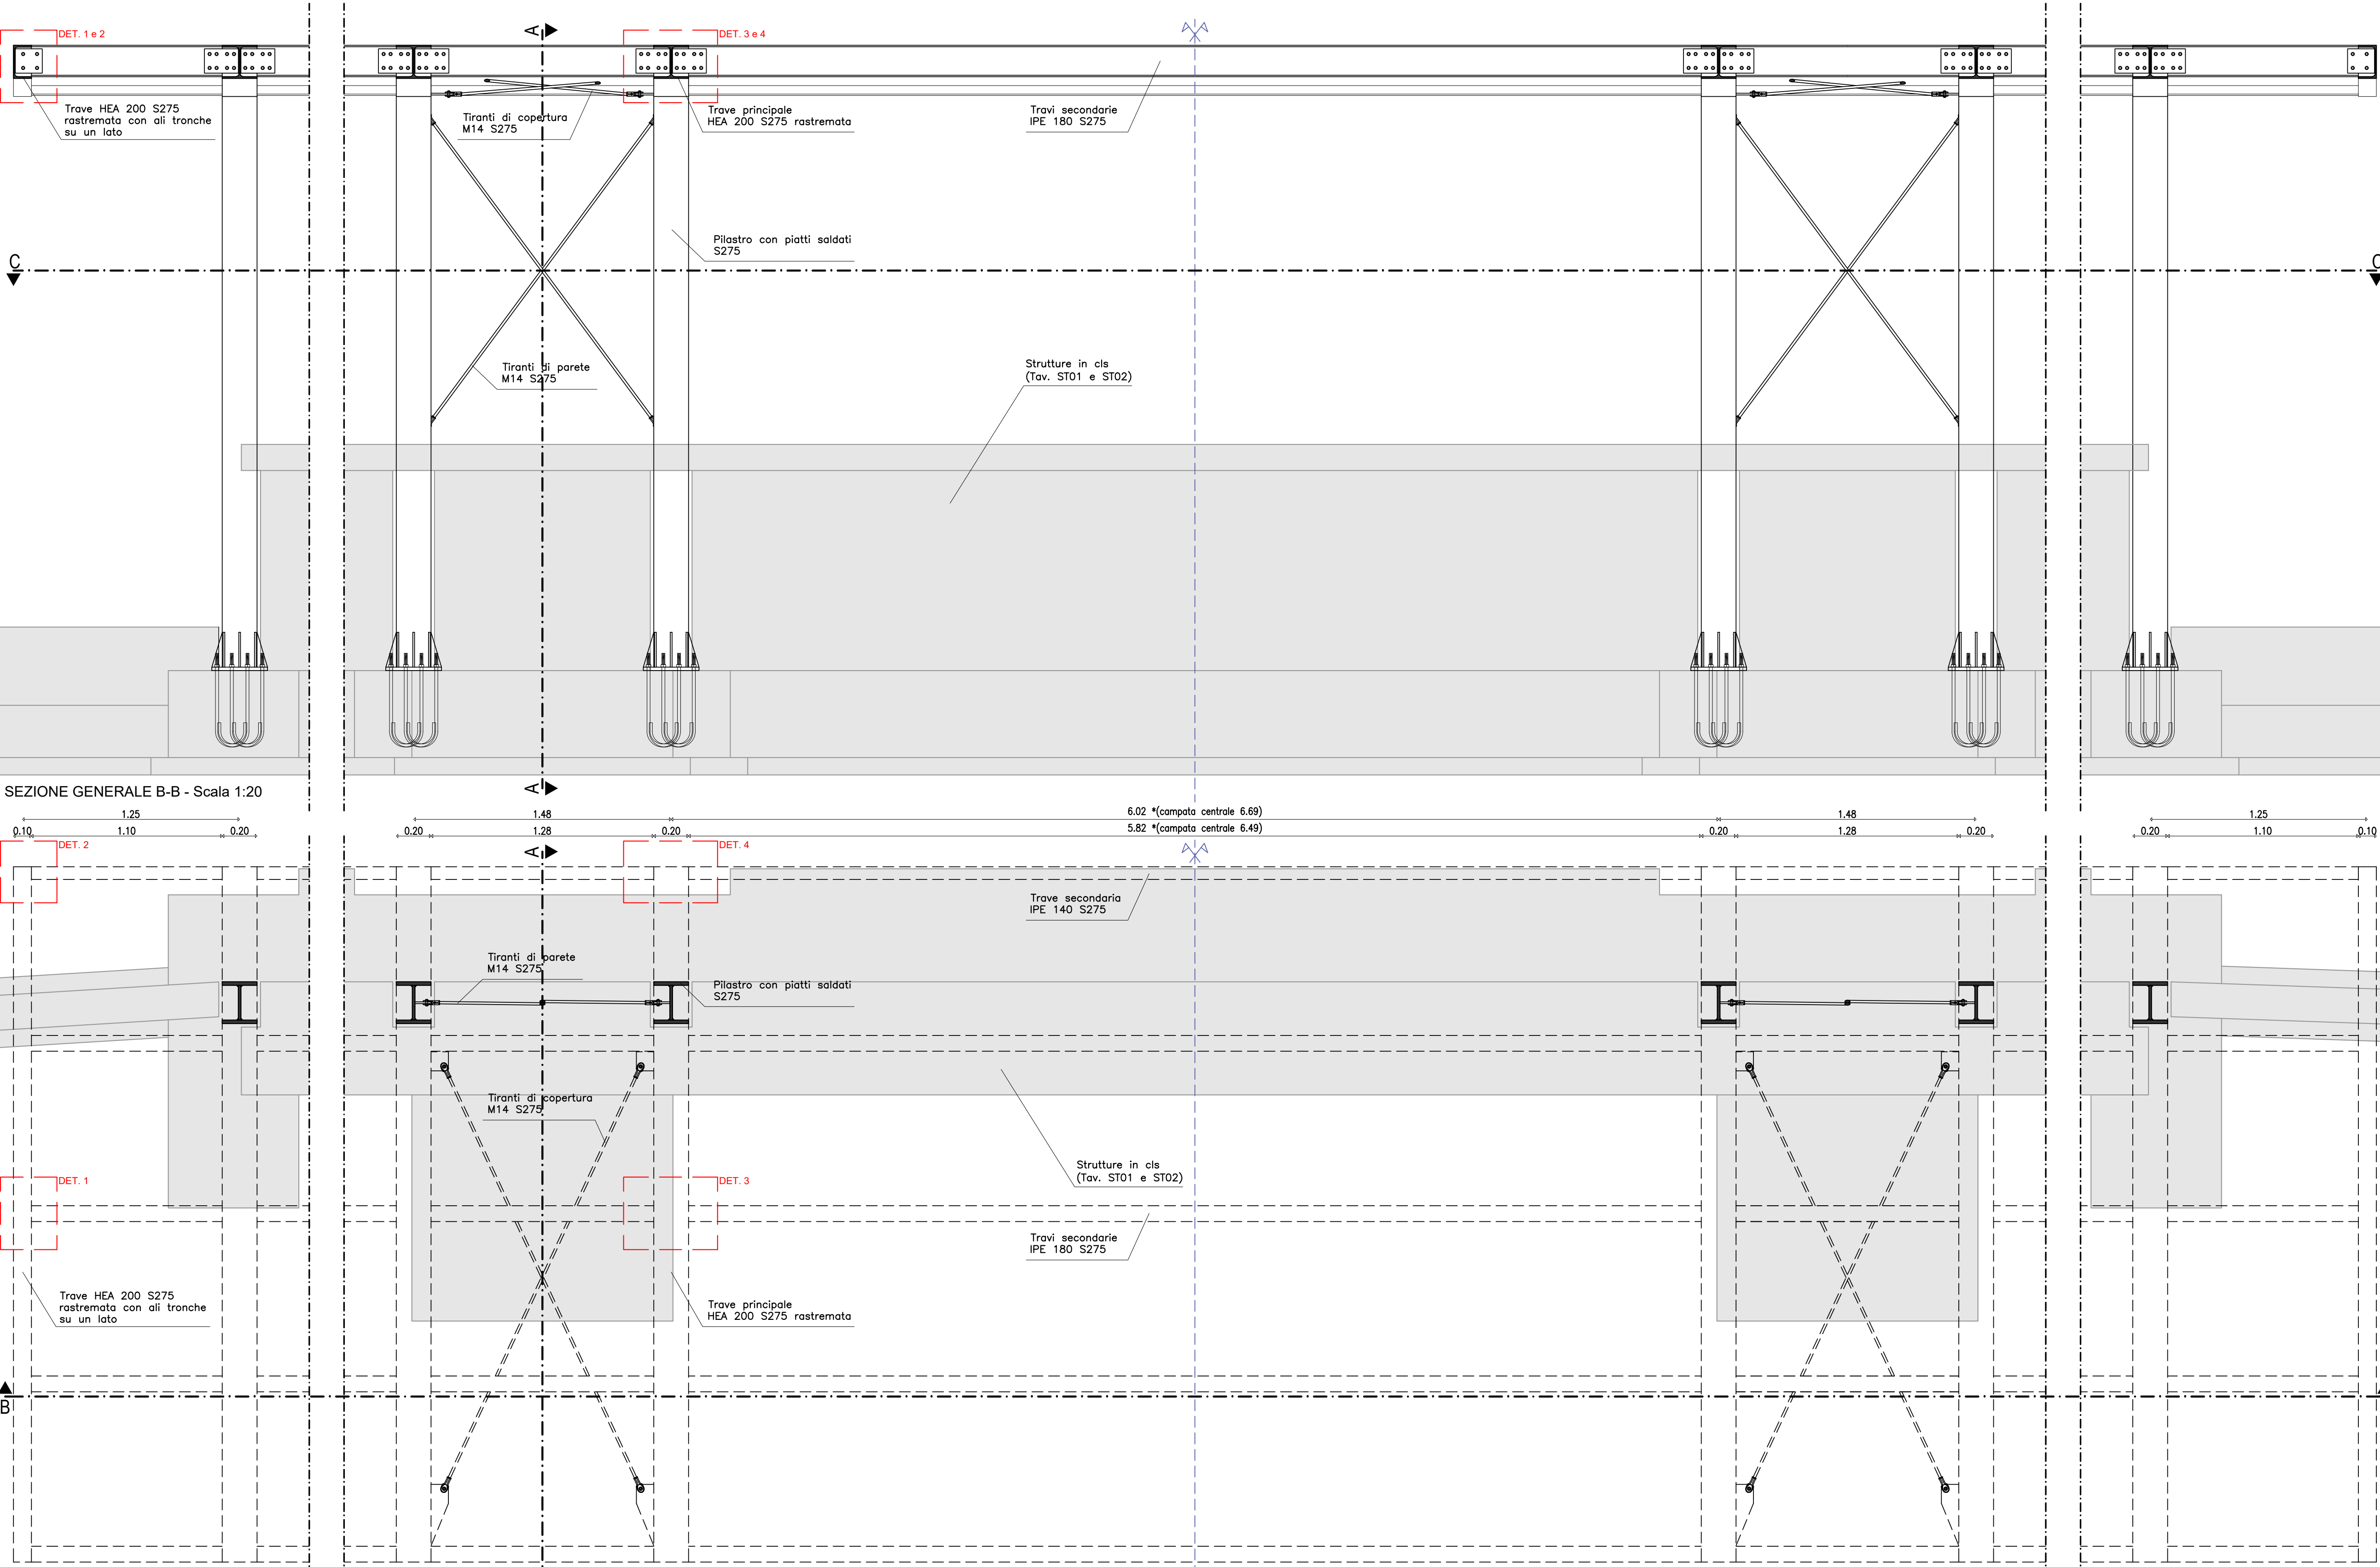 DET. 1 e 2
A
DET. 3 e 4
Trave HEA 200 S275
rastremata con ali tronche
su un lato
Tiranti di copertura
M14 S275
Trave principale
HEA 200 S275 rastremata
Travi secondarie
IPE 180 S275
Pilastro con piatti saldati
S275
C
C
Tiranti di parete
M14 S275
Strutture in cls
(Tav. ST01 e ST02)
A
SEZIONE GENERALE B-B - Scala 1:20
1.25
1.48
6.02 *(campata centrale 6.69)
1.48
1.25
0.10
1.10
0.20
0.20
1.28
0.20
5.82 *(campata centrale 6.49)
0.20
1.28
0.20
0.20
1.10
0.10
DET. 2
A
DET. 4
Trave secondaria
IPE 140 S275
Tiranti di parete
M14 S275
Pilastro con piatti saldati
S275
Tiranti di copertura
M14 S275
Strutture in cls
(Tav. ST01 e ST02)
DET. 1
DET. 3
Travi secondarie
IPE 180 S275
Trave HEA 200 S275
rastremata con ali tronche
su un lato
Trave principale
HEA 200 S275 rastremata
B